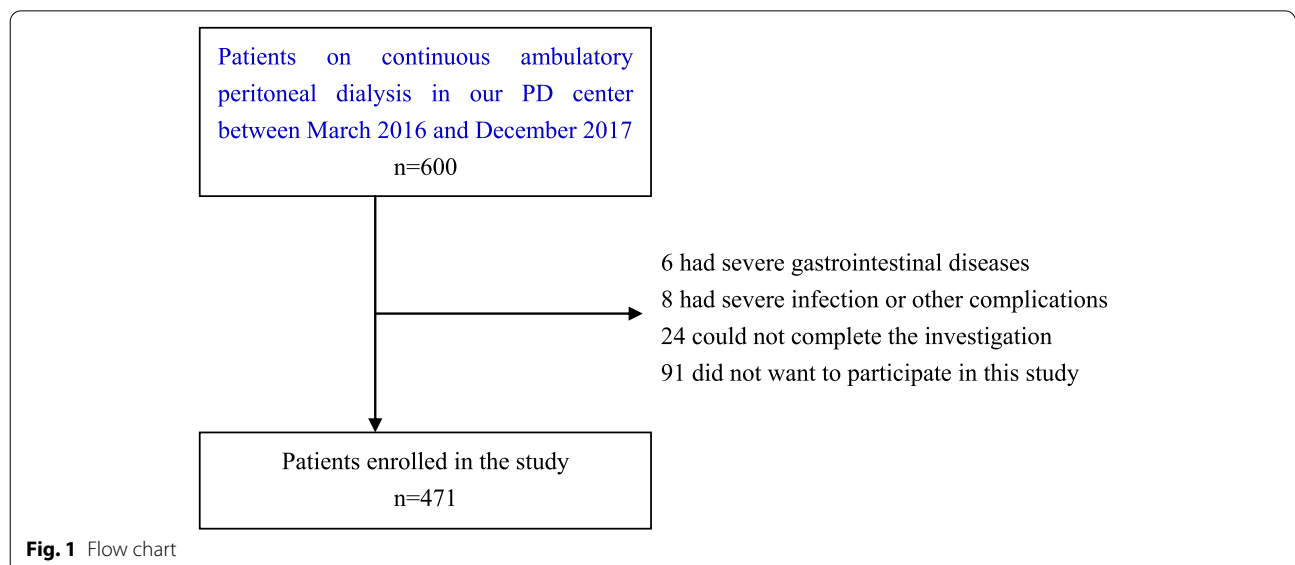 Patients on continuous ambulatory
peritoneal dialysis in our PD center
between March 2016 and December 2017
n=600
6 had severe gastrointestinal diseases
8 had severe infection or other complications
24 could not complete the investigation
91 did not want to participate in this study
Patients enrolled in the study
n=471
Fig. 1 Flow chart